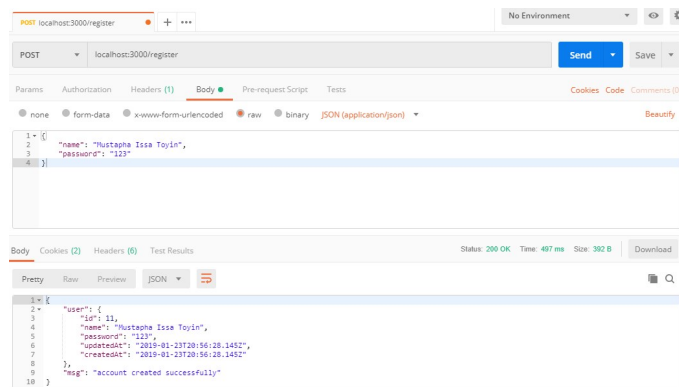 POST localhost:3000/register + •••
No Environment
POST localhost:3000/register
Send Save
Params Authorization Headers (1) Body Pre-request Script Tests
Cookies Code Comments (0
none form-data x-www-form-urlencoded raw binary JSON (application/json)
Beautify
1 {
2 "name": "Mustapha Issa Toyin",
3 "password": "123"
4 }
Body Cookies (2) Headers (6) Test Results
Status: 200 OK Time: 497 ms Size: 392 B Download
Pretty Raw Preview JSON
1 {
2 "user": {
3 "id": 11,
4 "name": "Mustapha Issa Toyin",
5 "password": "123",
6 "updatedAt": "2019-01-23T20:56:28.145Z"
7 "createdAt": "2019-01-23T20:56:28.145Z"
8 },
9 "msg": "account created successfully"
10 }